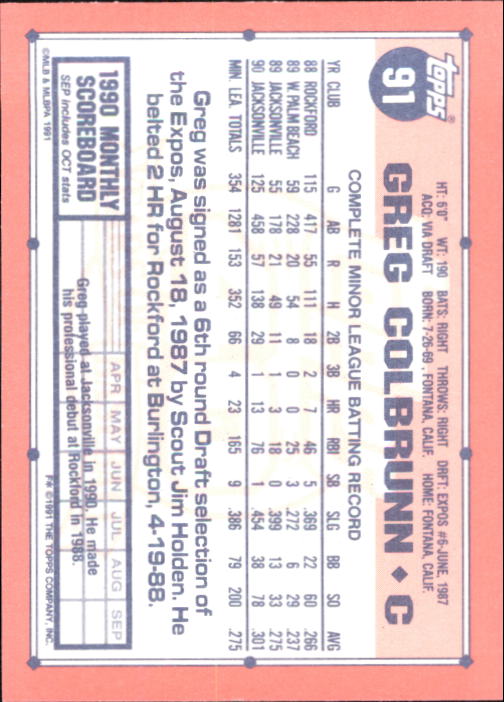 topps®
91
GREG COLBRUNN ◆ C
HT: 6'0" WT: 190 BATS: RIGHT THROWS: RIGHT DRFT: EXPOS #6-JUNE, 1987
ACQ: VIA DRAFT BORN: 7-26-69, FONTANA, CALIF. HOME: FONTANA, CALIF.
COMPLETE MINOR LEAGUE BATTING RECORD
YR CLUB G AB R H 2B 3B HR RBI SB SLG BB SO AVG
88 ROCKFORD 115 417 55 111 18 2 7 46 5 .369 22 60 .266
89 W. PALM BEACH 59 228 20 54 8 0 0 25 3 .272 6 29 .237
89 JACKSONVILLE 55 178 21 49 11 1 3 18 0 .399 13 33 .275
90 JACKSONVILLE 125 458 57 138 29 1 13 76 1 .454 38 78 .301
MIN. LEA. TOTALS 354 1281 153 352 66 4 23 165 9 .386 79 200 .275
Greg was signed as a 6th round Draft selection of
the Expos, August 18, 1987 by Scout Jim Holden. He
belted 2 HR for Rockford at Burlington, 4-19-88.
1990 MONTHLY
SCOREBOARD
SEP includes OCT stats
APR MAY JUN JUL AUG SEP
Greg played at Jacksonville in 1990. He made
his professional debut at Rockford in 1988.
©MLB & MLBPA 1991
F* ©1991 THE TOPPS COMPANY, INC.